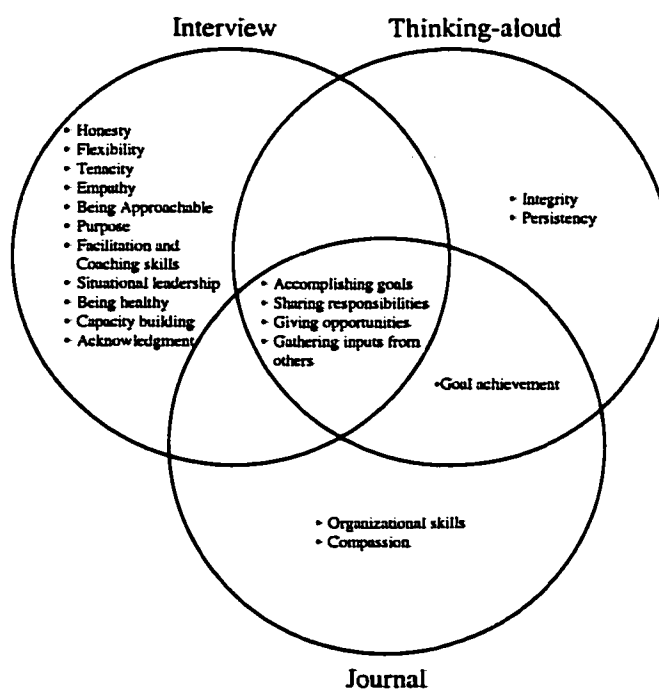 Interview
Thinking-aloud
• Honesty
• Flexibility
• Tenacity
• Empathy
• Being Approachable
• Purpose
• Facilitation and
Coaching skills
• Situational leadership
• Being healthy
• Capacity building
• Acknowledgment
• Integrity
• Persistency
• Accomplishing goals
• Sharing responsibilities
• Giving opportunities
• Gathering inputs from
others
•Goal achievement
• Organizational skills
• Compassion
Journal